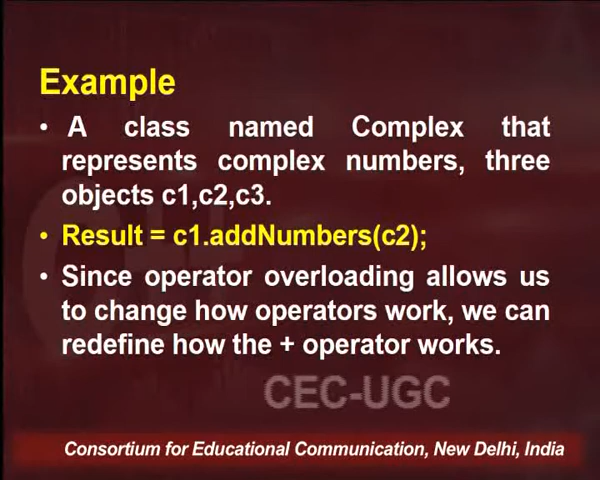 Example
• A class named Complex that
represents complex numbers, three
objects c1,c2,c3.
• Result = c1.addNumbers(c2);
• Since operator overloading allows us
to change how operators work, we can
redefine how the + operator works.
CEC-UGC
Consortium for Educational Communication, New Delhi, India